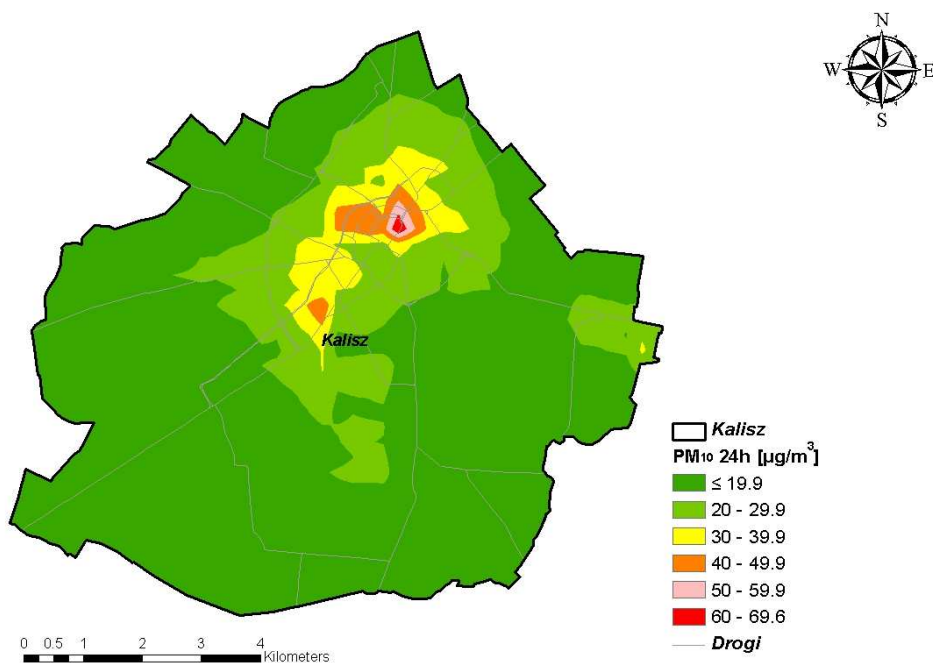 N
W E
S
Kalisz
Kalisz
PM₁₀ 24h [µg/m³]
≤ 19.9
20 - 29.9
30 - 39.9
40 - 49.9
50 - 59.9
60 - 69.6
Drogi
0 0.5 1 2 3 4
Kilometers